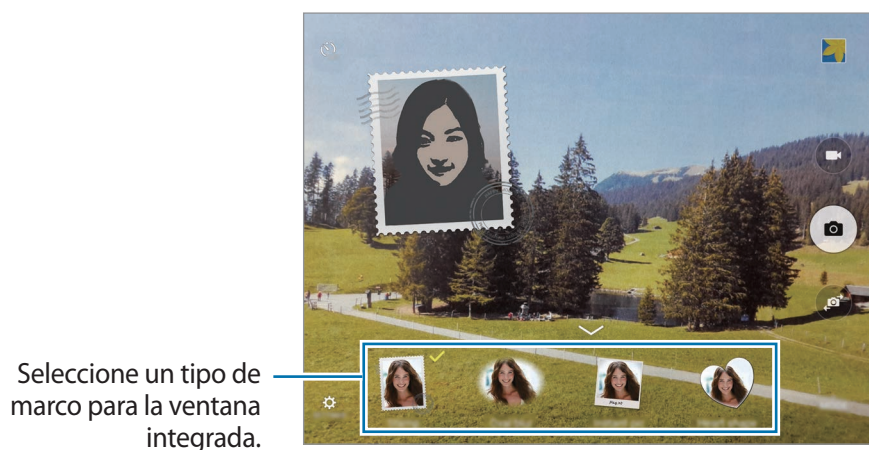 Seleccione un tipo de
marco para la ventana
integrada.